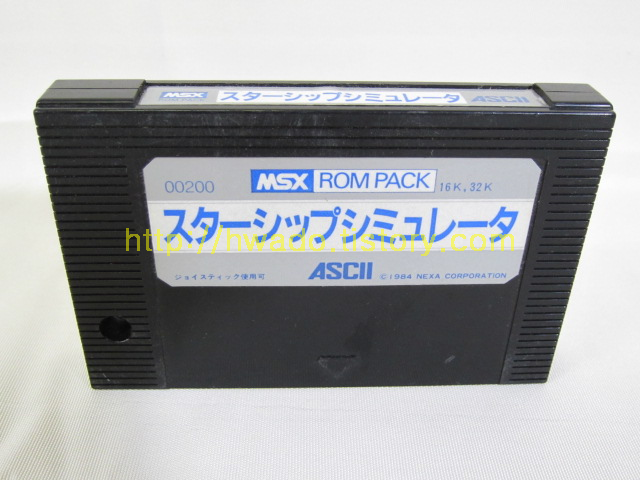 MSX スターシップシミュレータ ASCII
00200 MSX ROM PACK 16K, 32K
スターシップシミュレータ
http://hwado.tistory.com
ASCII
ジョイスティック使用可 ©1984 NEXA CORPORATION